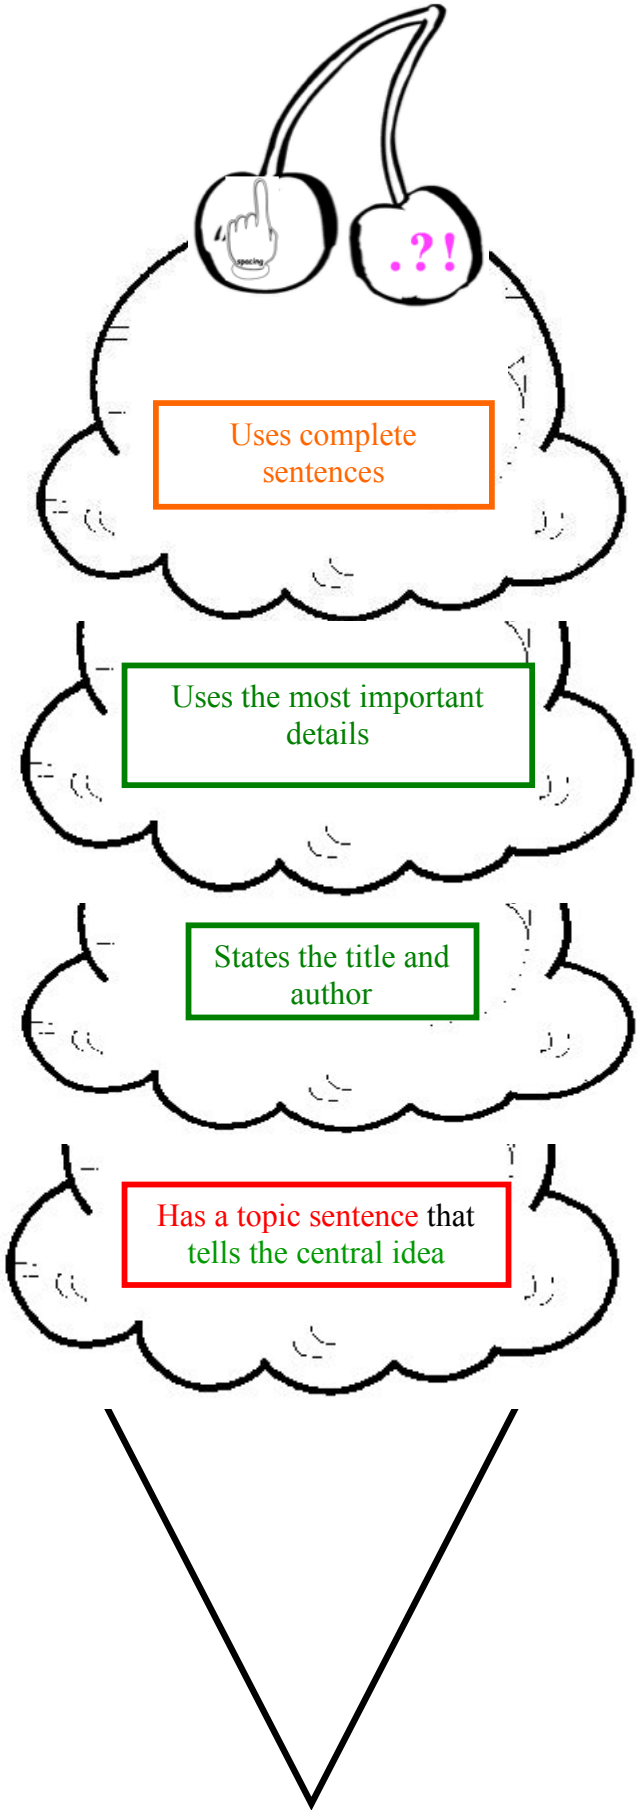 spacing
.?!
Uses complete
sentences
Uses the most important
details
States the title and
author
Has a topic sentence that
tells the central idea